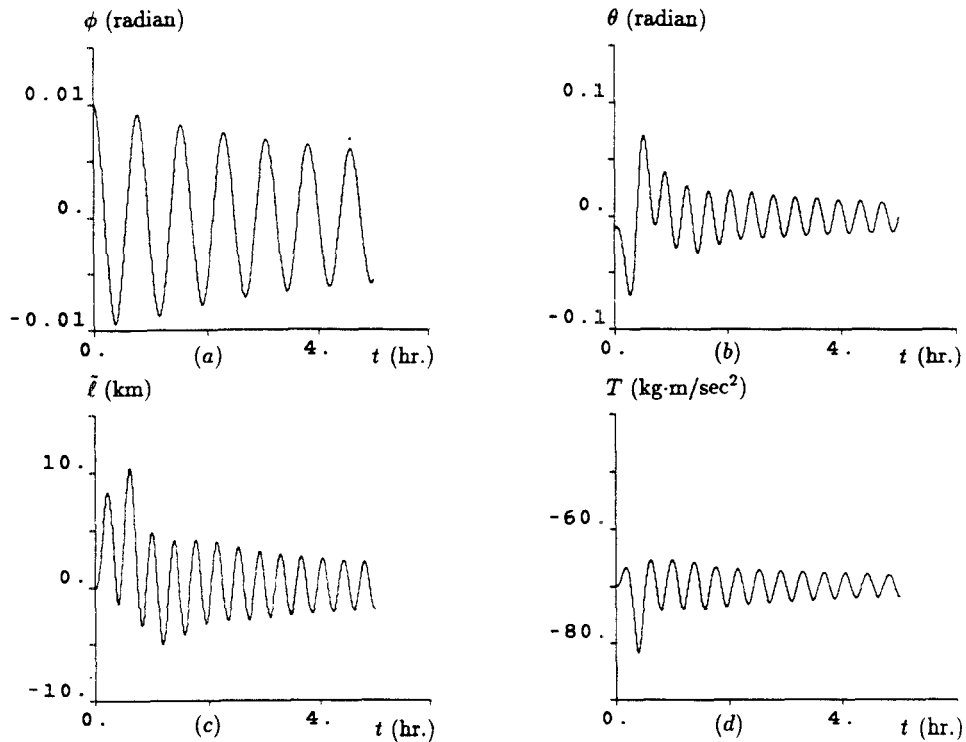 φ (radian)
0.01
0.
-0.01
0.
4.
(a)
t (hr.)
θ (radian)
0.1
0.
-0.1
0.
4.
(b)
t (hr.)
ℓ̃ (km)
10.
0.
-10.
0.
4.
(c)
t (hr.)
T (kg·m/sec²)
-60.
-80.
0.
4.
(d)
t (hr.)